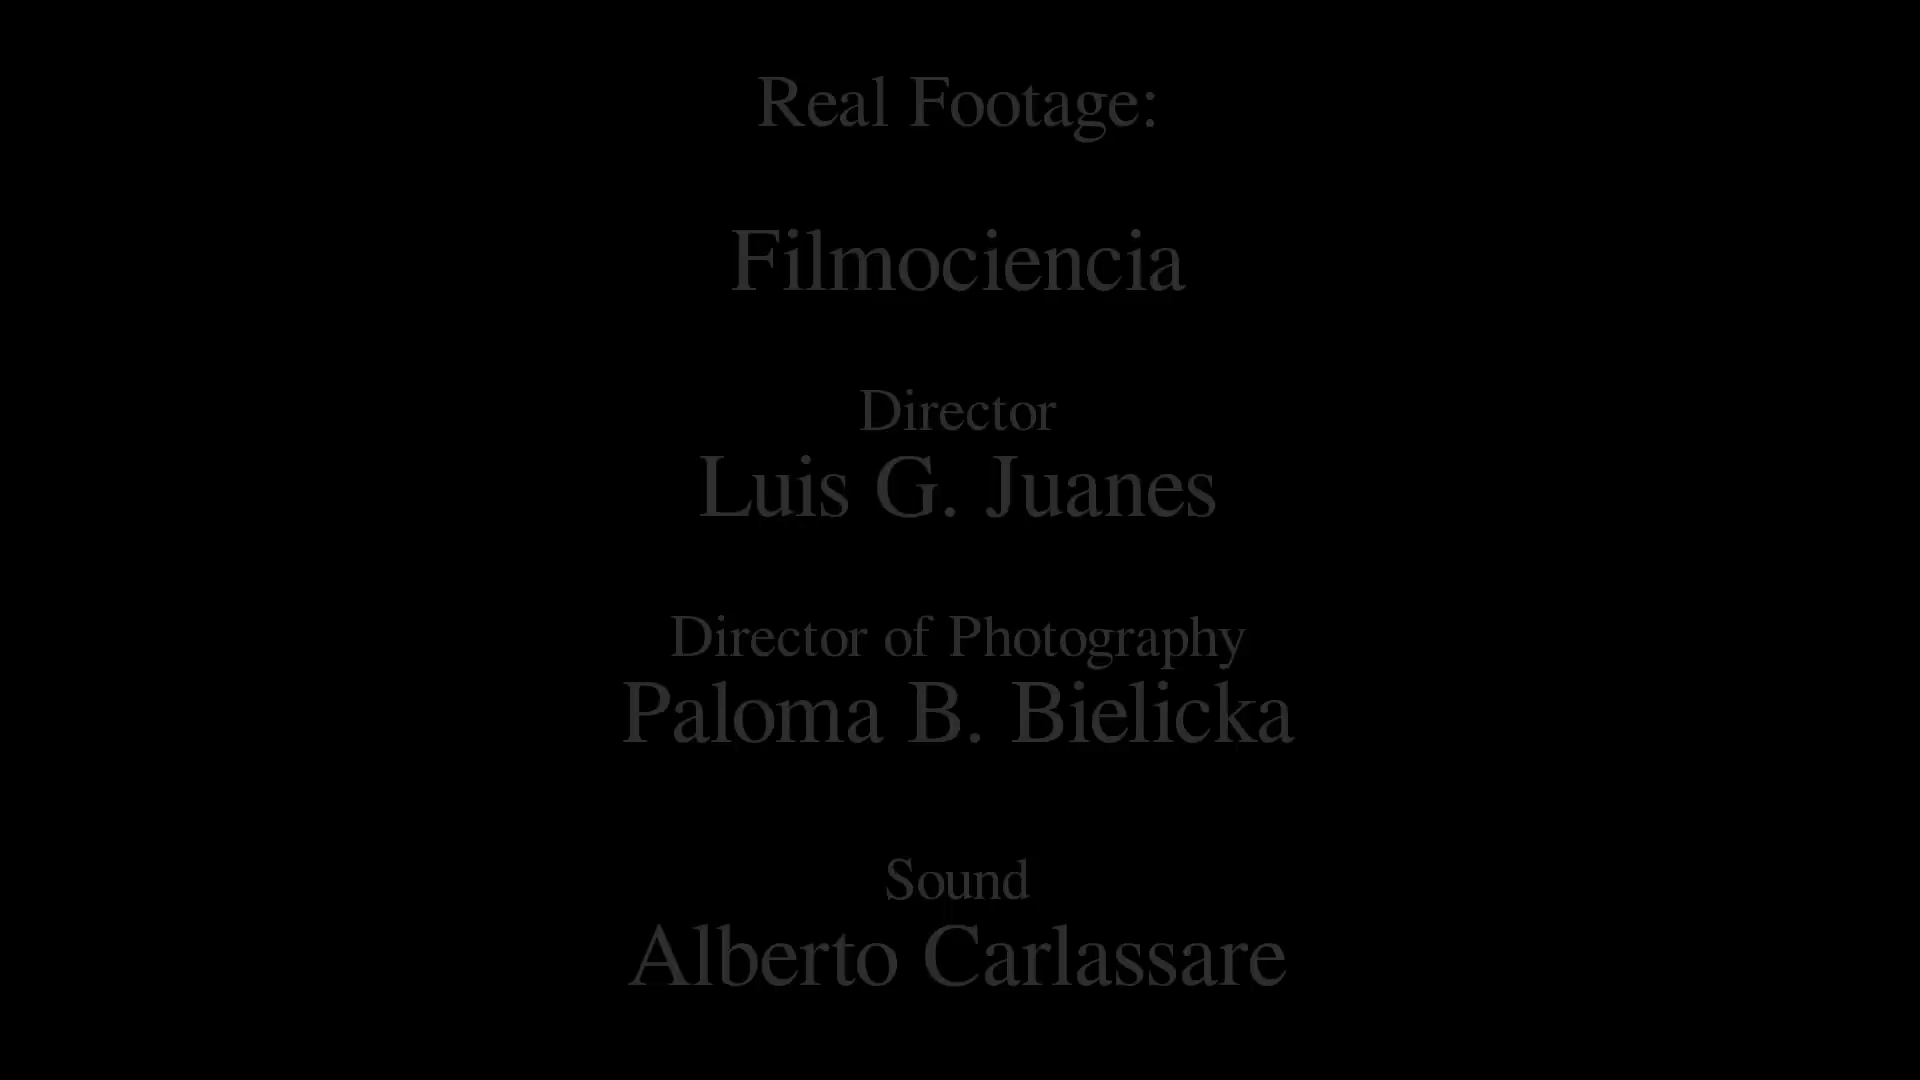 Real Footage:
Filmociencia
Director
Luis G. Juanes
Director of Photography
Paloma B. Bielicka
Sound
Alberto Carlassare